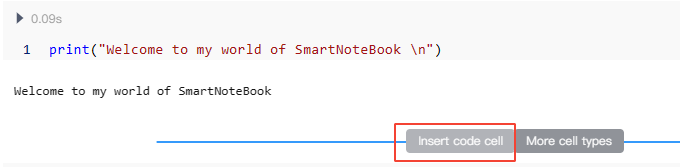 0.09s
1 print("Welcome to my world of SmartNoteBook \n")
Welcome to my world of SmartNoteBook
Insert code cell More cell types